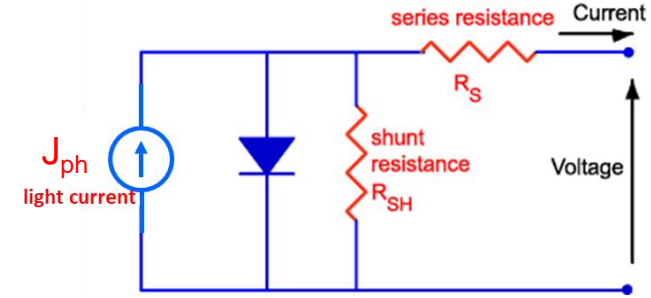 series resistance
Current
R_S
J_ph
light current
shunt
resistance
R_SH
Voltage